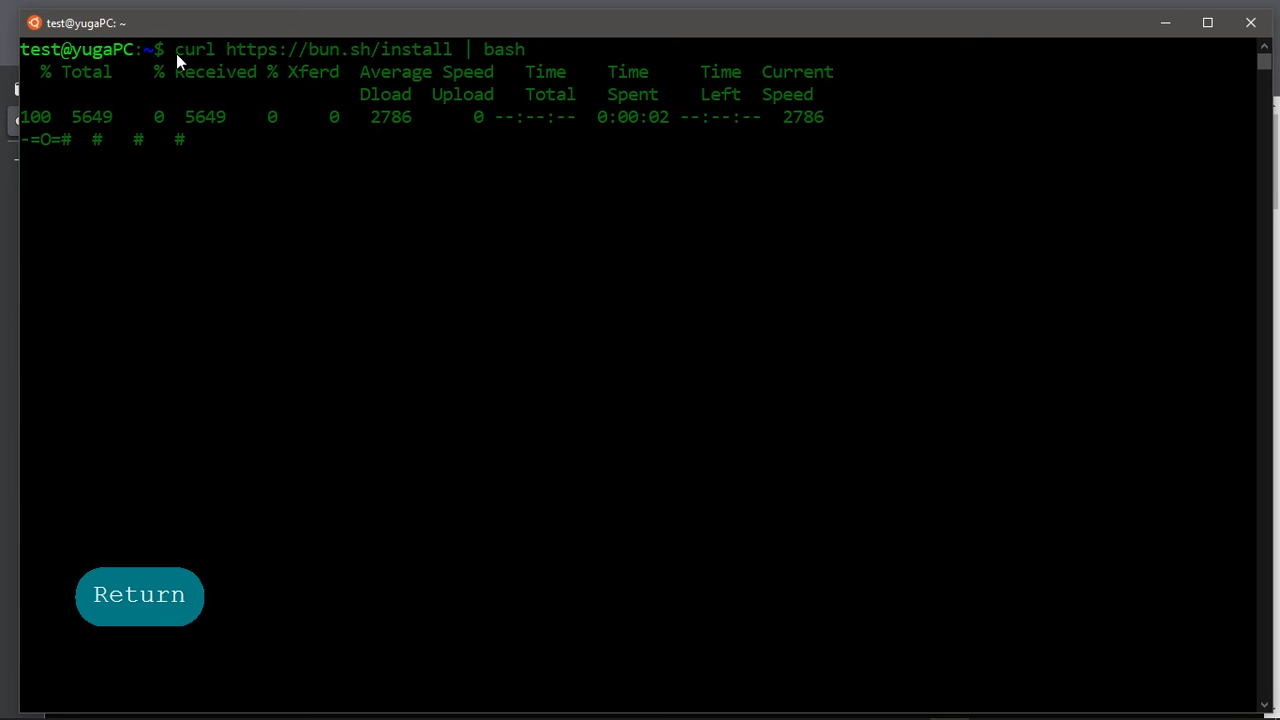 test@yugaPC: ~
test@yugaPC:~$ curl https://bun.sh/install | bash
% Total % Received % Xferd Average Speed Time Time Time Current
Dload Upload Total Spent Left Speed
100 5649 0 5649 0 0 2786 0 --:--:-- 0:00:02 --:--:-- 2786
-=O=# # # #
Return